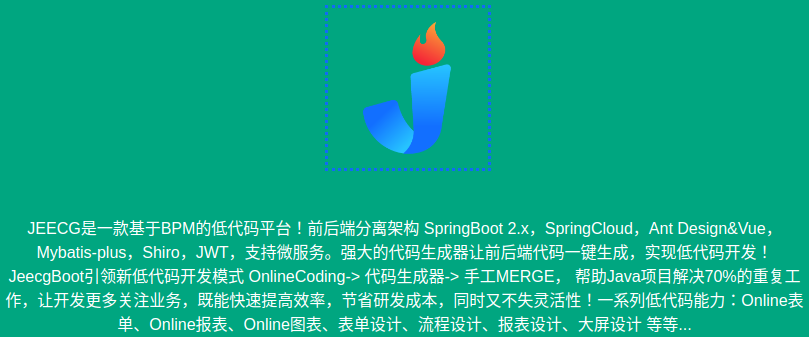 JEECG是一款基于BPM的低代码平台！前后端分离架构 SpringBoot 2.x，SpringCloud，Ant Design&Vue，
Mybatis-plus，Shiro，JWT，支持微服务。强大的代码生成器让前后端代码一键生成，实现低代码开发！
JeecgBoot引领新低代码开发模式 OnlineCoding-> 代码生成器-> 手工MERGE， 帮助Java项目解决70%的重复工
作，让开发更多关注业务，既能快速提高效率，节省研发成本，同时又不失灵活性！一系列低代码能力：Online表
单、Online报表、Online图表、表单设计、流程设计、报表设计、大屏设计 等等...